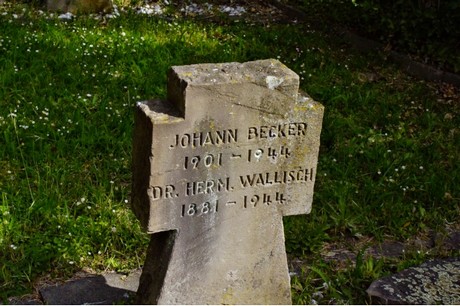 JOHANN BECKER
1901 - 1944
DR. HERM. WALLISCH
1881 - 1944